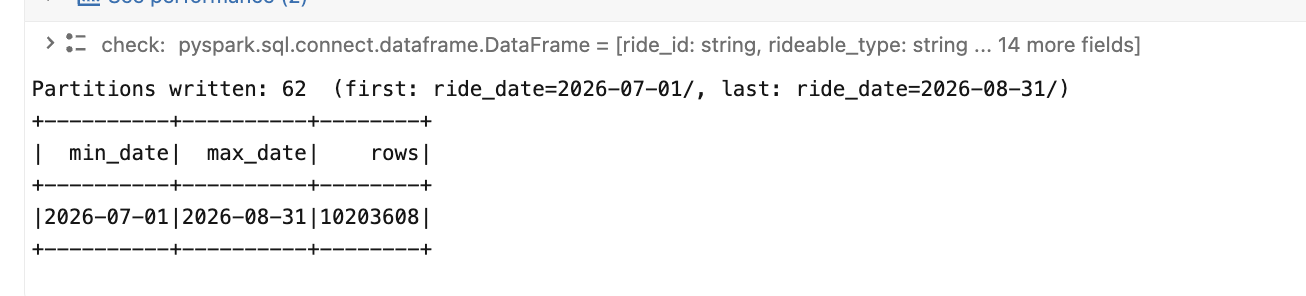 See performance (2)
check: pyspark.sql.connect.dataframe.DataFrame = [ride_id: string, rideable_type: string ... 14 more fields]
Partitions written: 62  (first: ride_date=2026-07-01/, last: ride_date=2026-08-31/)
+----------+----------+--------+
|  min_date|  max_date|    rows|
+----------+----------+--------+
|2026-07-01|2026-08-31|10203608|
+----------+----------+--------+